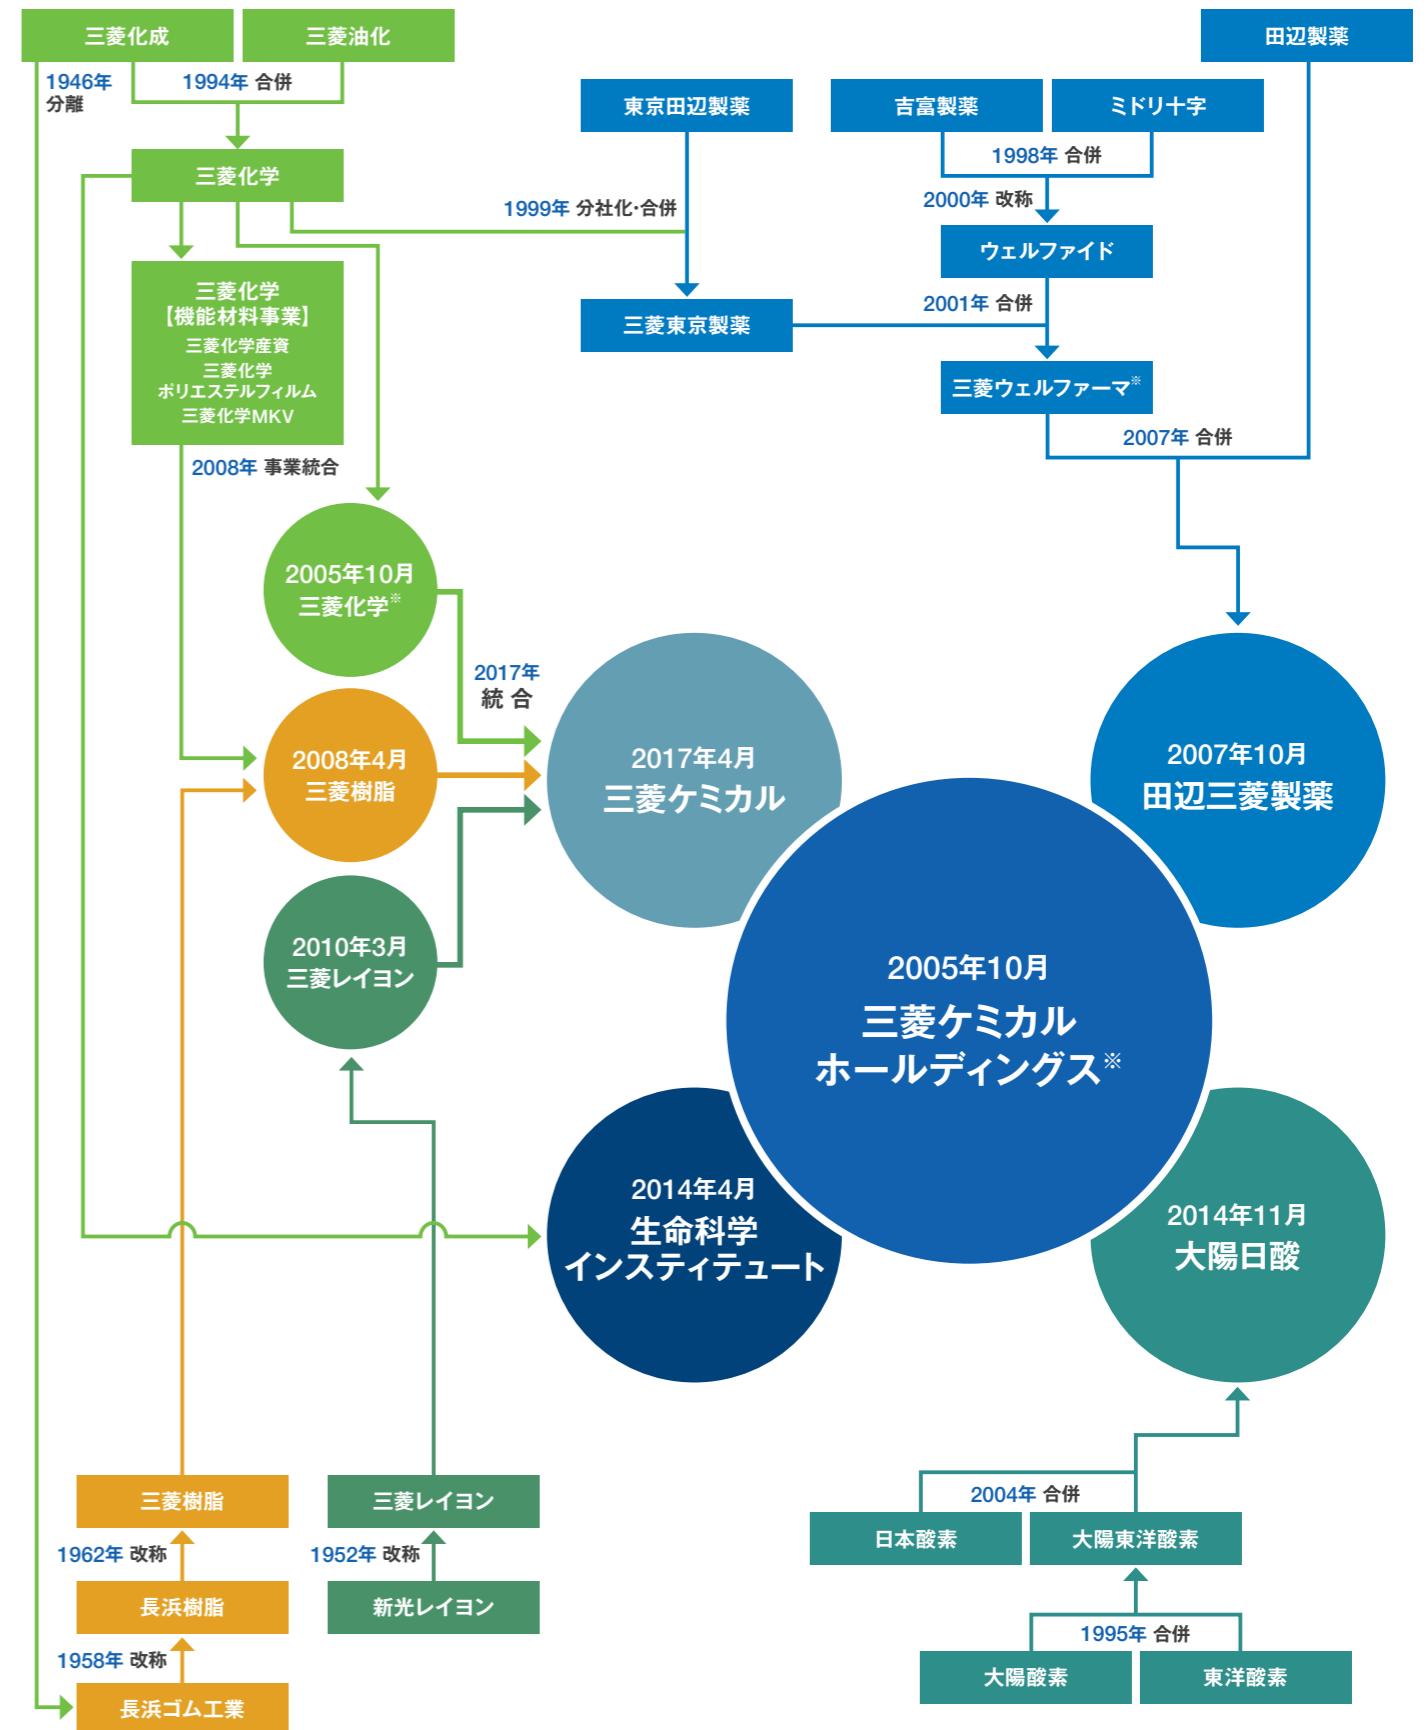 三菱化成
三菱油化
田辺製薬
1946年
分離
1994年 合併
東京田辺製薬
吉富製薬
ミドリ十字
1998年 合併
三菱化学
1999年 分社化・合併
2000年 改称
ウェルファイド
三菱化学
【機能材料事業】
三菱化学産資
三菱化学
ポリエステルフィルム
三菱化学MKV
2001年 合併
三菱東京製薬
三菱ウェルファーマ※
2007年 合併
2008年 事業統合
2005年10月
三菱化学※
2017年
統 合
2008年4月
三菱樹脂
2017年4月
三菱ケミカル
2007年10月
田辺三菱製薬
2010年3月
三菱レイヨン
2005年10月
三菱ケミカル
ホールディングス※
2014年4月
生命科学
インスティテュート
2014年11月
大陽日酸
三菱樹脂
三菱レイヨン
2004年 合併
日本酸素
大陽東洋酸素
1962年 改称
1952年 改称
長浜樹脂
新光レイヨン
1995年 合併
1958年 改称
大陽酸素
東洋酸素
長浜ゴム工業